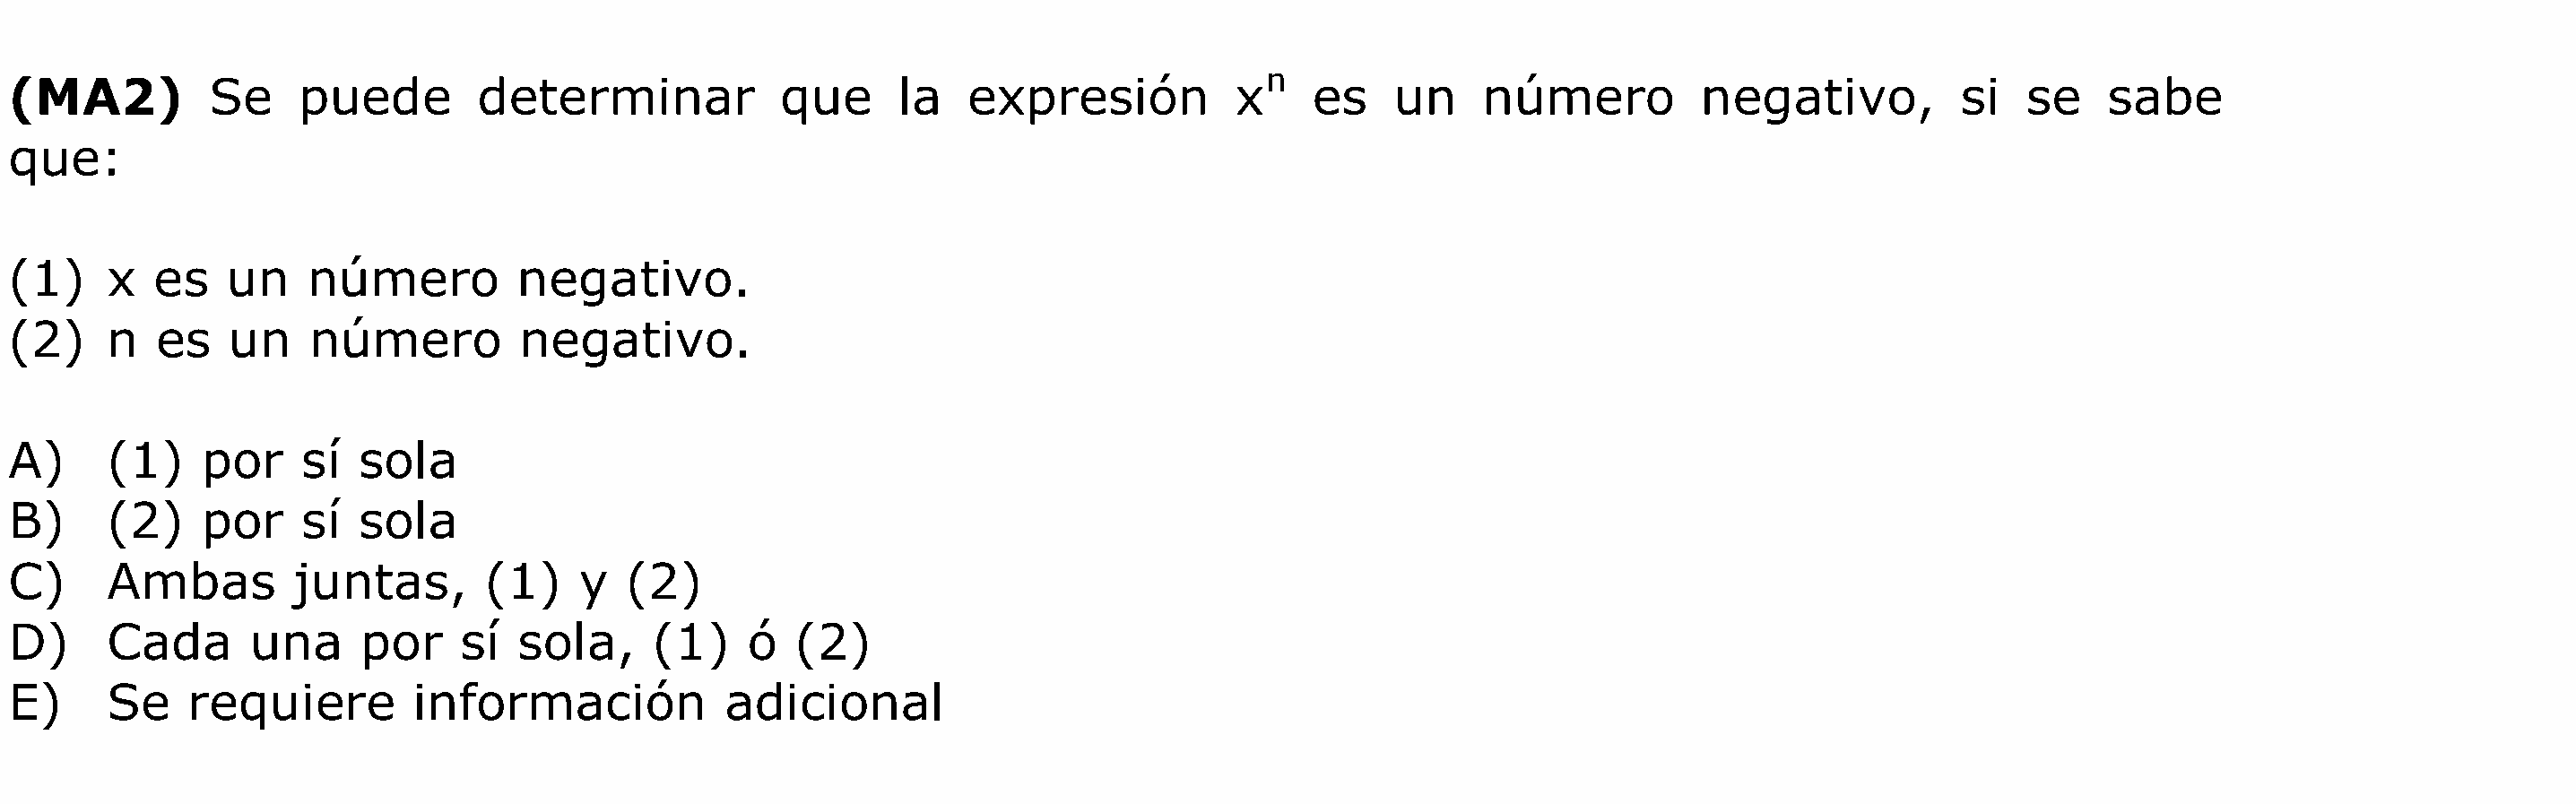 (MA2) Se puede determinar que la expresión xⁿ es un número negativo, si se sabe
que:
(1) x es un número negativo.
(2) n es un número negativo.
A) (1) por sí sola
B) (2) por sí sola
C) Ambas juntas, (1) y (2)
D) Cada una por sí sola, (1) ó (2)
E) Se requiere información adicional